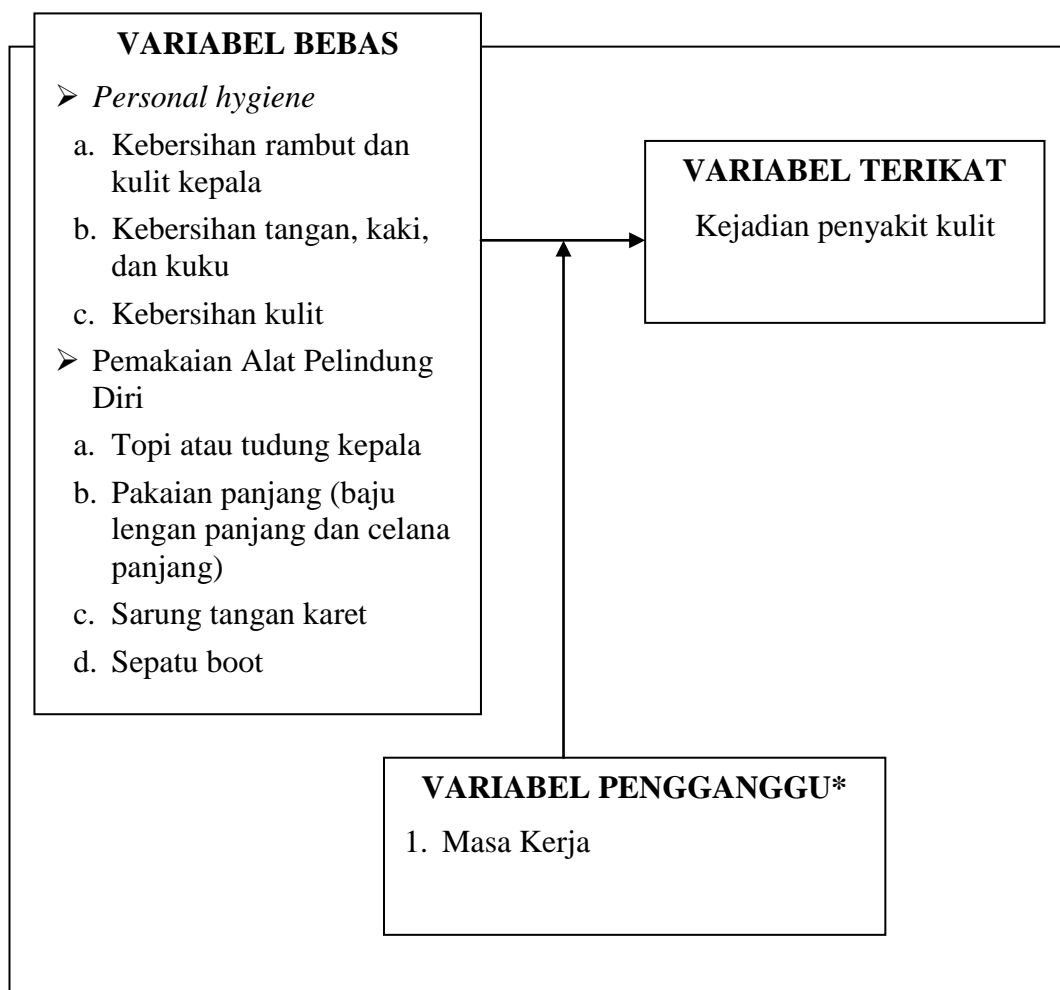 VARIABEL BEBAS
➢ Personal hygiene
a. Kebersihan rambut dan
kulit kepala
b. Kebersihan tangan, kaki,
dan kuku
c. Kebersihan kulit
➢ Pemakaian Alat Pelindung
Diri
a. Topi atau tudung kepala
b. Pakaian panjang (baju
lengan panjang dan celana
panjang)
c. Sarung tangan karet
d. Sepatu boot
VARIABEL TERIKAT
Kejadian penyakit kulit
VARIABEL PENGGANGGU*
1. Masa Kerja